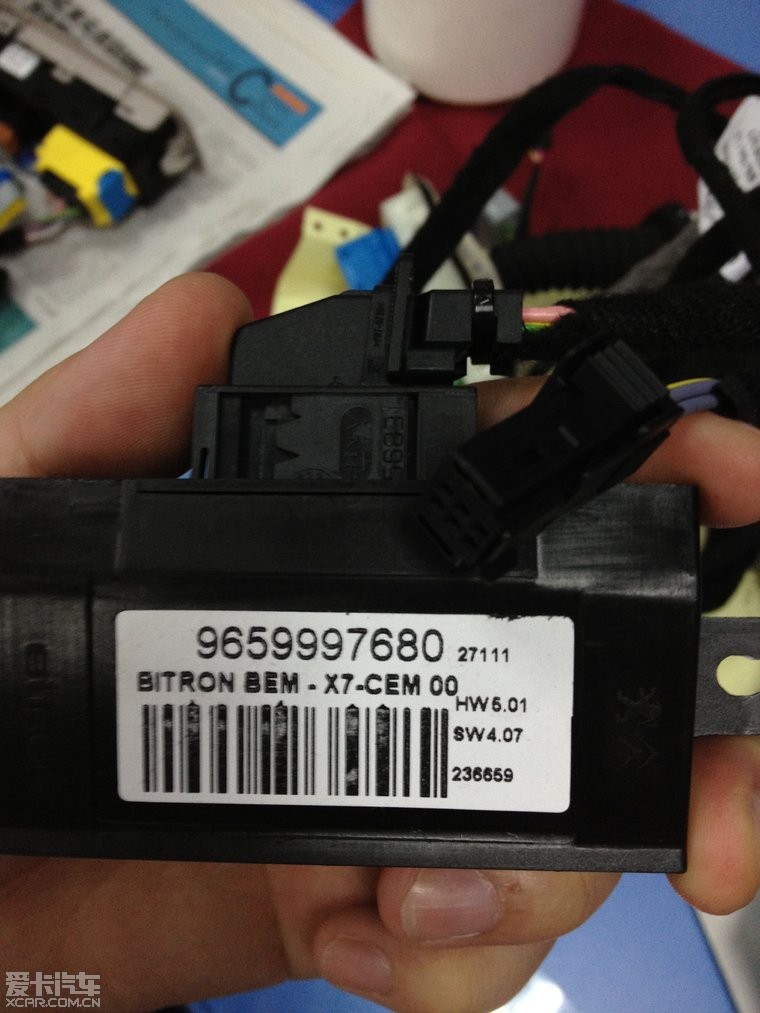 9659997680 27111
BITRON BEM - X7-CEM 00
HW5.01
SW4.07
236659
爱卡汽车
XCAR.COM.CN